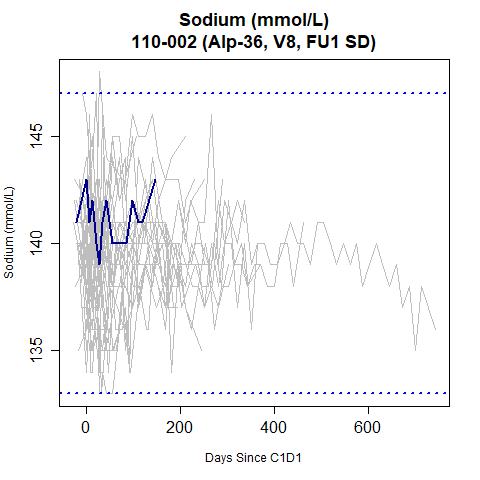 Sodium (mmol/L)
110-002 (Alp-36, V8, FU1 SD)
Sodium (mmol/L)
145
140
135
0
200
400
600
Days Since C1D1